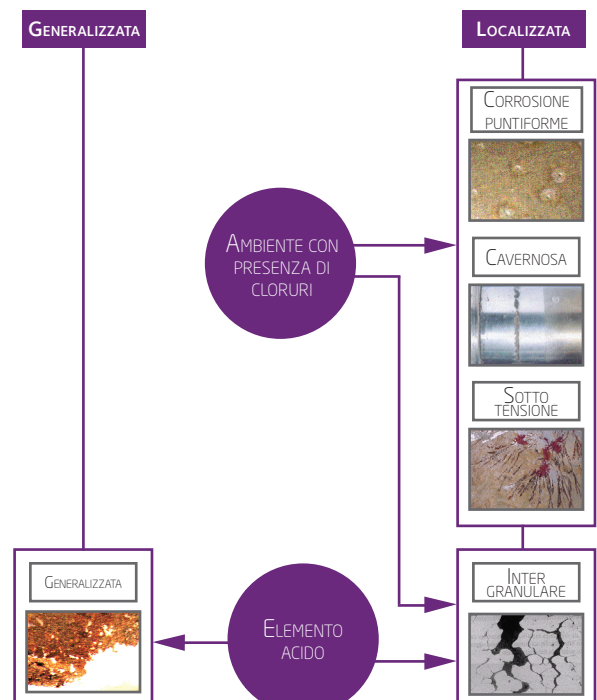 Generalizzata
Localizzata
Corrosione
puntiforme
Ambiente con
presenza di
cloruri
Cavernosa
Sotto
tensione
Generalizzata
Inter
granulare
Elemento
acido